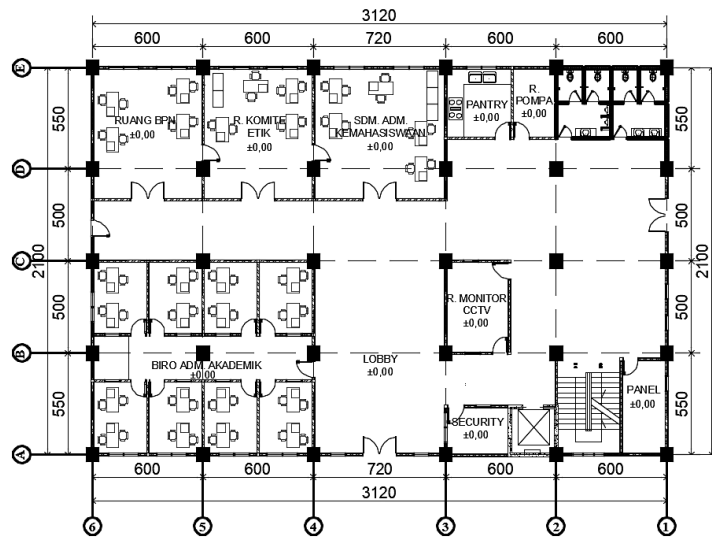 3120
600 600 720 600 600
E
550 550
RUANG BPN
±0,00
R. KOMITE
ETIK
±0,00
SDM. ADM.
KEMAHASISWAAN
±0,00
PANTRY
±0,00
R.
POMPA
±0,00
D
500 500
C
2100 2100
500 500
R. MONITOR
CCTV
±0,00
B
BIRO ADM. AKADEMIK
±0,00
LOBBY
±0,00
550 550
PANEL
±0,00
SECURITY
±0,00
A
600 600 720 600 600
3120
6 5 4 3 2 1